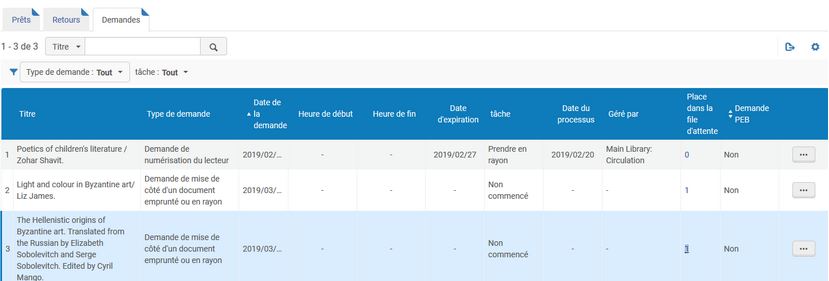 Prêts Retours Demandes
1 - 3 de 3 Titre
Type de demande : Tout tâche : Tout
Titre Type de demande Date de la demande Heure de début Heure de fin Date d'expiration tâche Date du processus Géré par Place dans la file d'attente Demande PEB
1 Poetics of children's literature / Zohar Shavit. Demande de numérisation du lecteur 2019/02/... - - 2019/02/27 Prendre en rayon 2019/02/20 Main Library: Circulation 0 Non
2 Light and colour in Byzantine art/ Liz James. Demande de mise de côté d'un document emprunté ou en rayon 2019/03/... - - - Non commencé - - 1 Non
3 The Hellenistic origins of Byzantine art. Translated from the Russian by Elizabeth Sobolevitch and Serge Sobolevitch. Edited by Cyril Mango. Demande de mise de côté d'un document emprunté ou en rayon 2019/03/... - - - Non commencé - - 1 Non